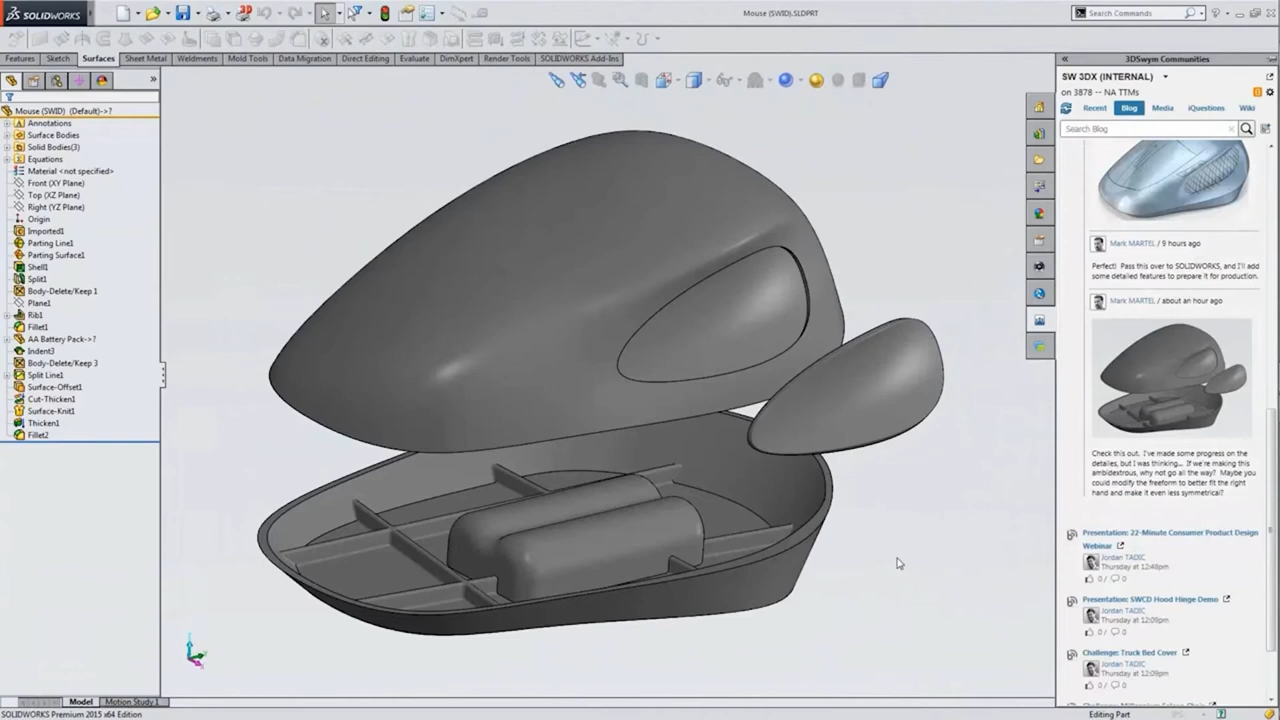 SOLIDWORKS
Mouse (SWID).SLDPRT
Search Commands
Features
Sketch
Surfaces
Sheet Metal
Weldments
Mold Tools
Data Migration
Direct Editing
Evaluate
DimXpert
Render Tools
SOLIDWORKS Add-Ins
Mouse (SWID) (Default)->?
Annotations
Surface Bodies
Solid Bodies(3)
Equations
Material <not specified>
Front (XY Plane)
Top (XZ Plane)
Right (YZ Plane)
Origin
Imported1
Parting Line1
Parting Surface1
Shell1
Split1
Body-Delete/Keep 1
Plane1
Rib1
Fillet1
AA Battery Pack->?
Indent3
Body-Delete/Keep 3
Split Line1
Surface-Offset1
Cut-Thicken1
Surface-Knit1
Thicken1
Fillet2
3DSwym Communities
SW 3DX (INTERNAL)
on 3878 -- NA TTMs
Recent
Blog
Media
iQuestions
Wiki
Search Blog
Mark MARTEL / 9 hours ago
Perfect! Pass this over to SOLIDWORKS, and I'll add
some detailed features to prepare it for production.
Mark MARTEL / about an hour ago
Check this out. I've made some progress on the
detailes, but I was thinking... If we're making this
ambidextrous, why not go all the way? Maybe you
could modify the freeform to better fit the right
hand and make it even less symmetrical?
Presentation: 22-Minute Consumer Product Design
Webinar
Jordan TADIC
Thursday at 12:48pm
0 / 0
Presentation: SWCD Hood Hinge Demo
Jordan TADIC
Thursday at 12:09pm
0 / 0
Challenge: Truck Bed Cover
Jordan TADIC
Thursday at 12:09pm
0 / 0
Model
Motion Study 1
SOLIDWORKS Premium 2015 x64 Edition
Editing Part